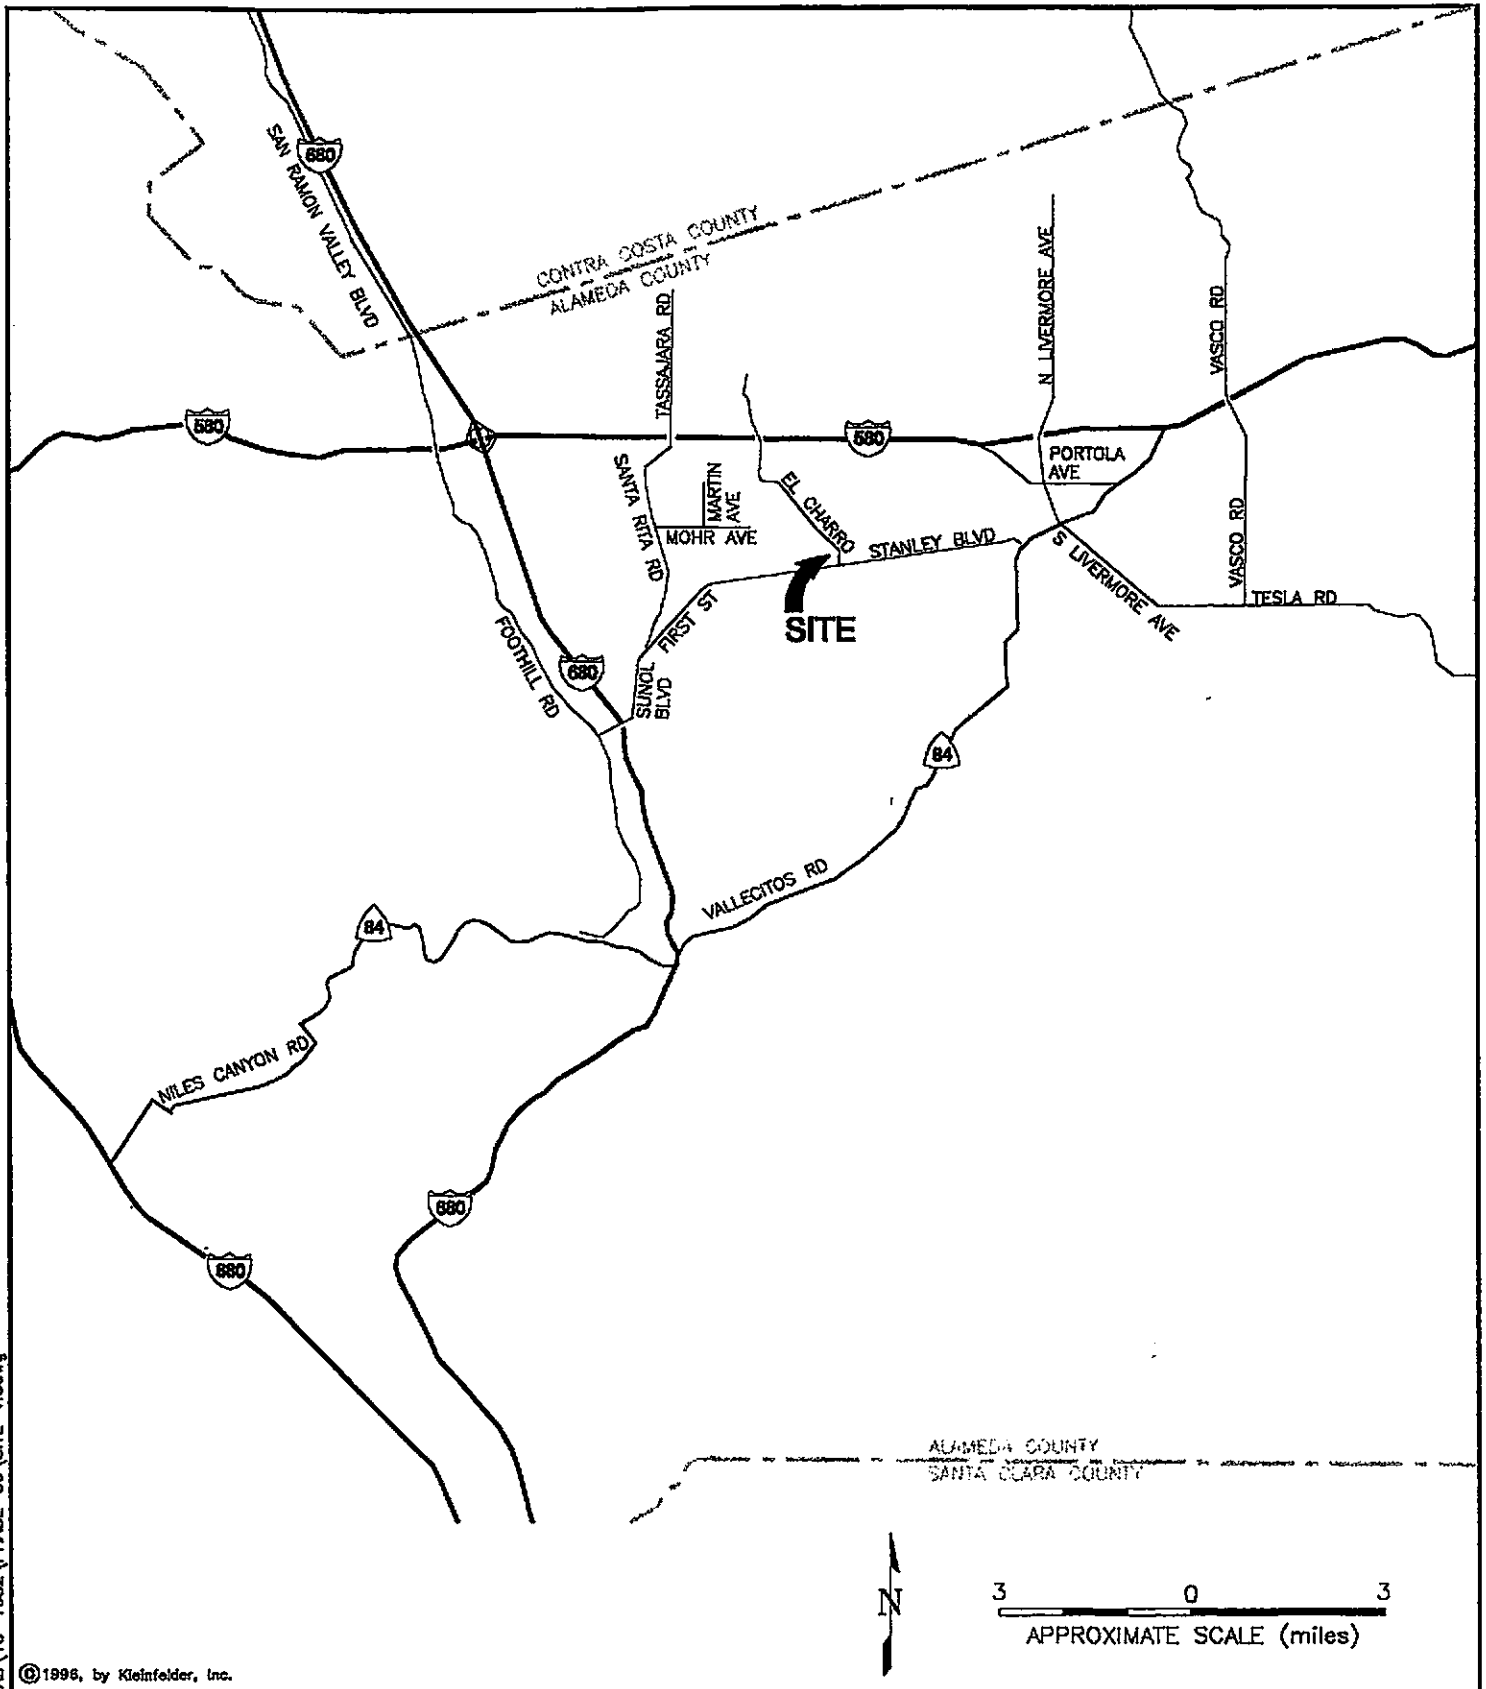 680
SAN RAMON VALLEY BLVD
CONTRA COSTA COUNTY
ALAMEDA COUNTY
TASSAJARA RD
N LIVERMORE AVE
VASCO RD
580
580
PORTOLA
AVE
SANTA RITA RD
MARTIN
AVE
MOHR AVE
EL CHARRO
STANLEY BLVD
S LIVERMORE AVE
VASCO RD
TESLA RD
FIRST ST
SITE
FOOTHILL RD
680
SUNOL
BLVD
84
VALLECITOS RD
84
NILES CANYON RD
680
880
ALAMEDA COUNTY
SANTA CLARA COUNTY
N
3 0 3
APPROXIMATE SCALE (miles)
©1996, by Kleinfelder, Inc.